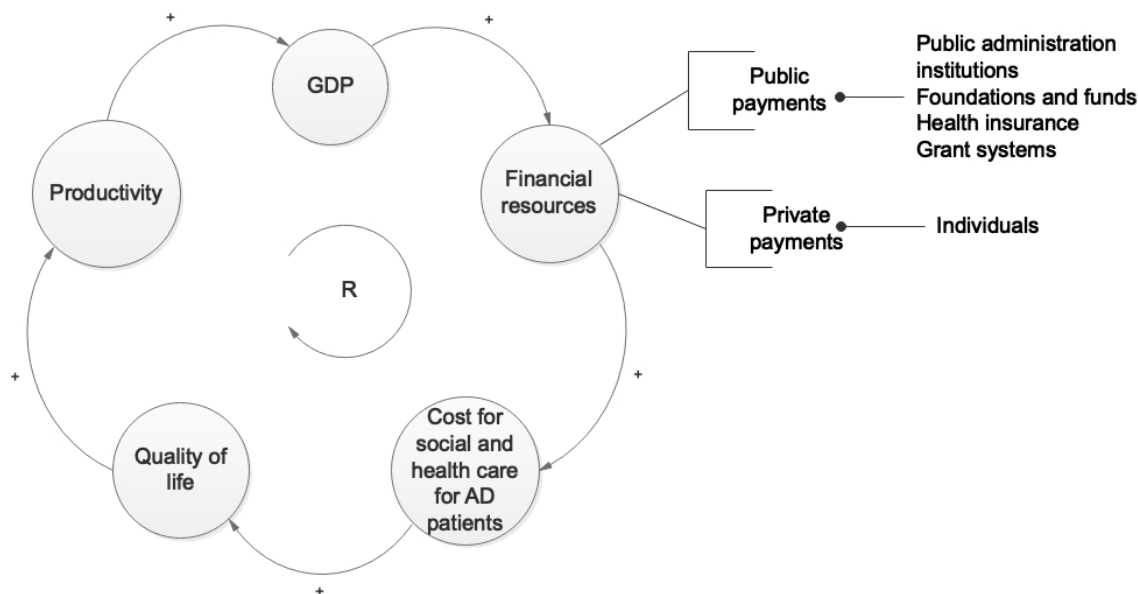 +
+
GDP
Public
payments
Public administration
institutions
Foundations and funds
Health insurance
Grant systems
Productivity
Financial
resources
Private
payments
Individuals
R
+
+
Quality of
life
Cost for
social and
health care
for AD
patients
+